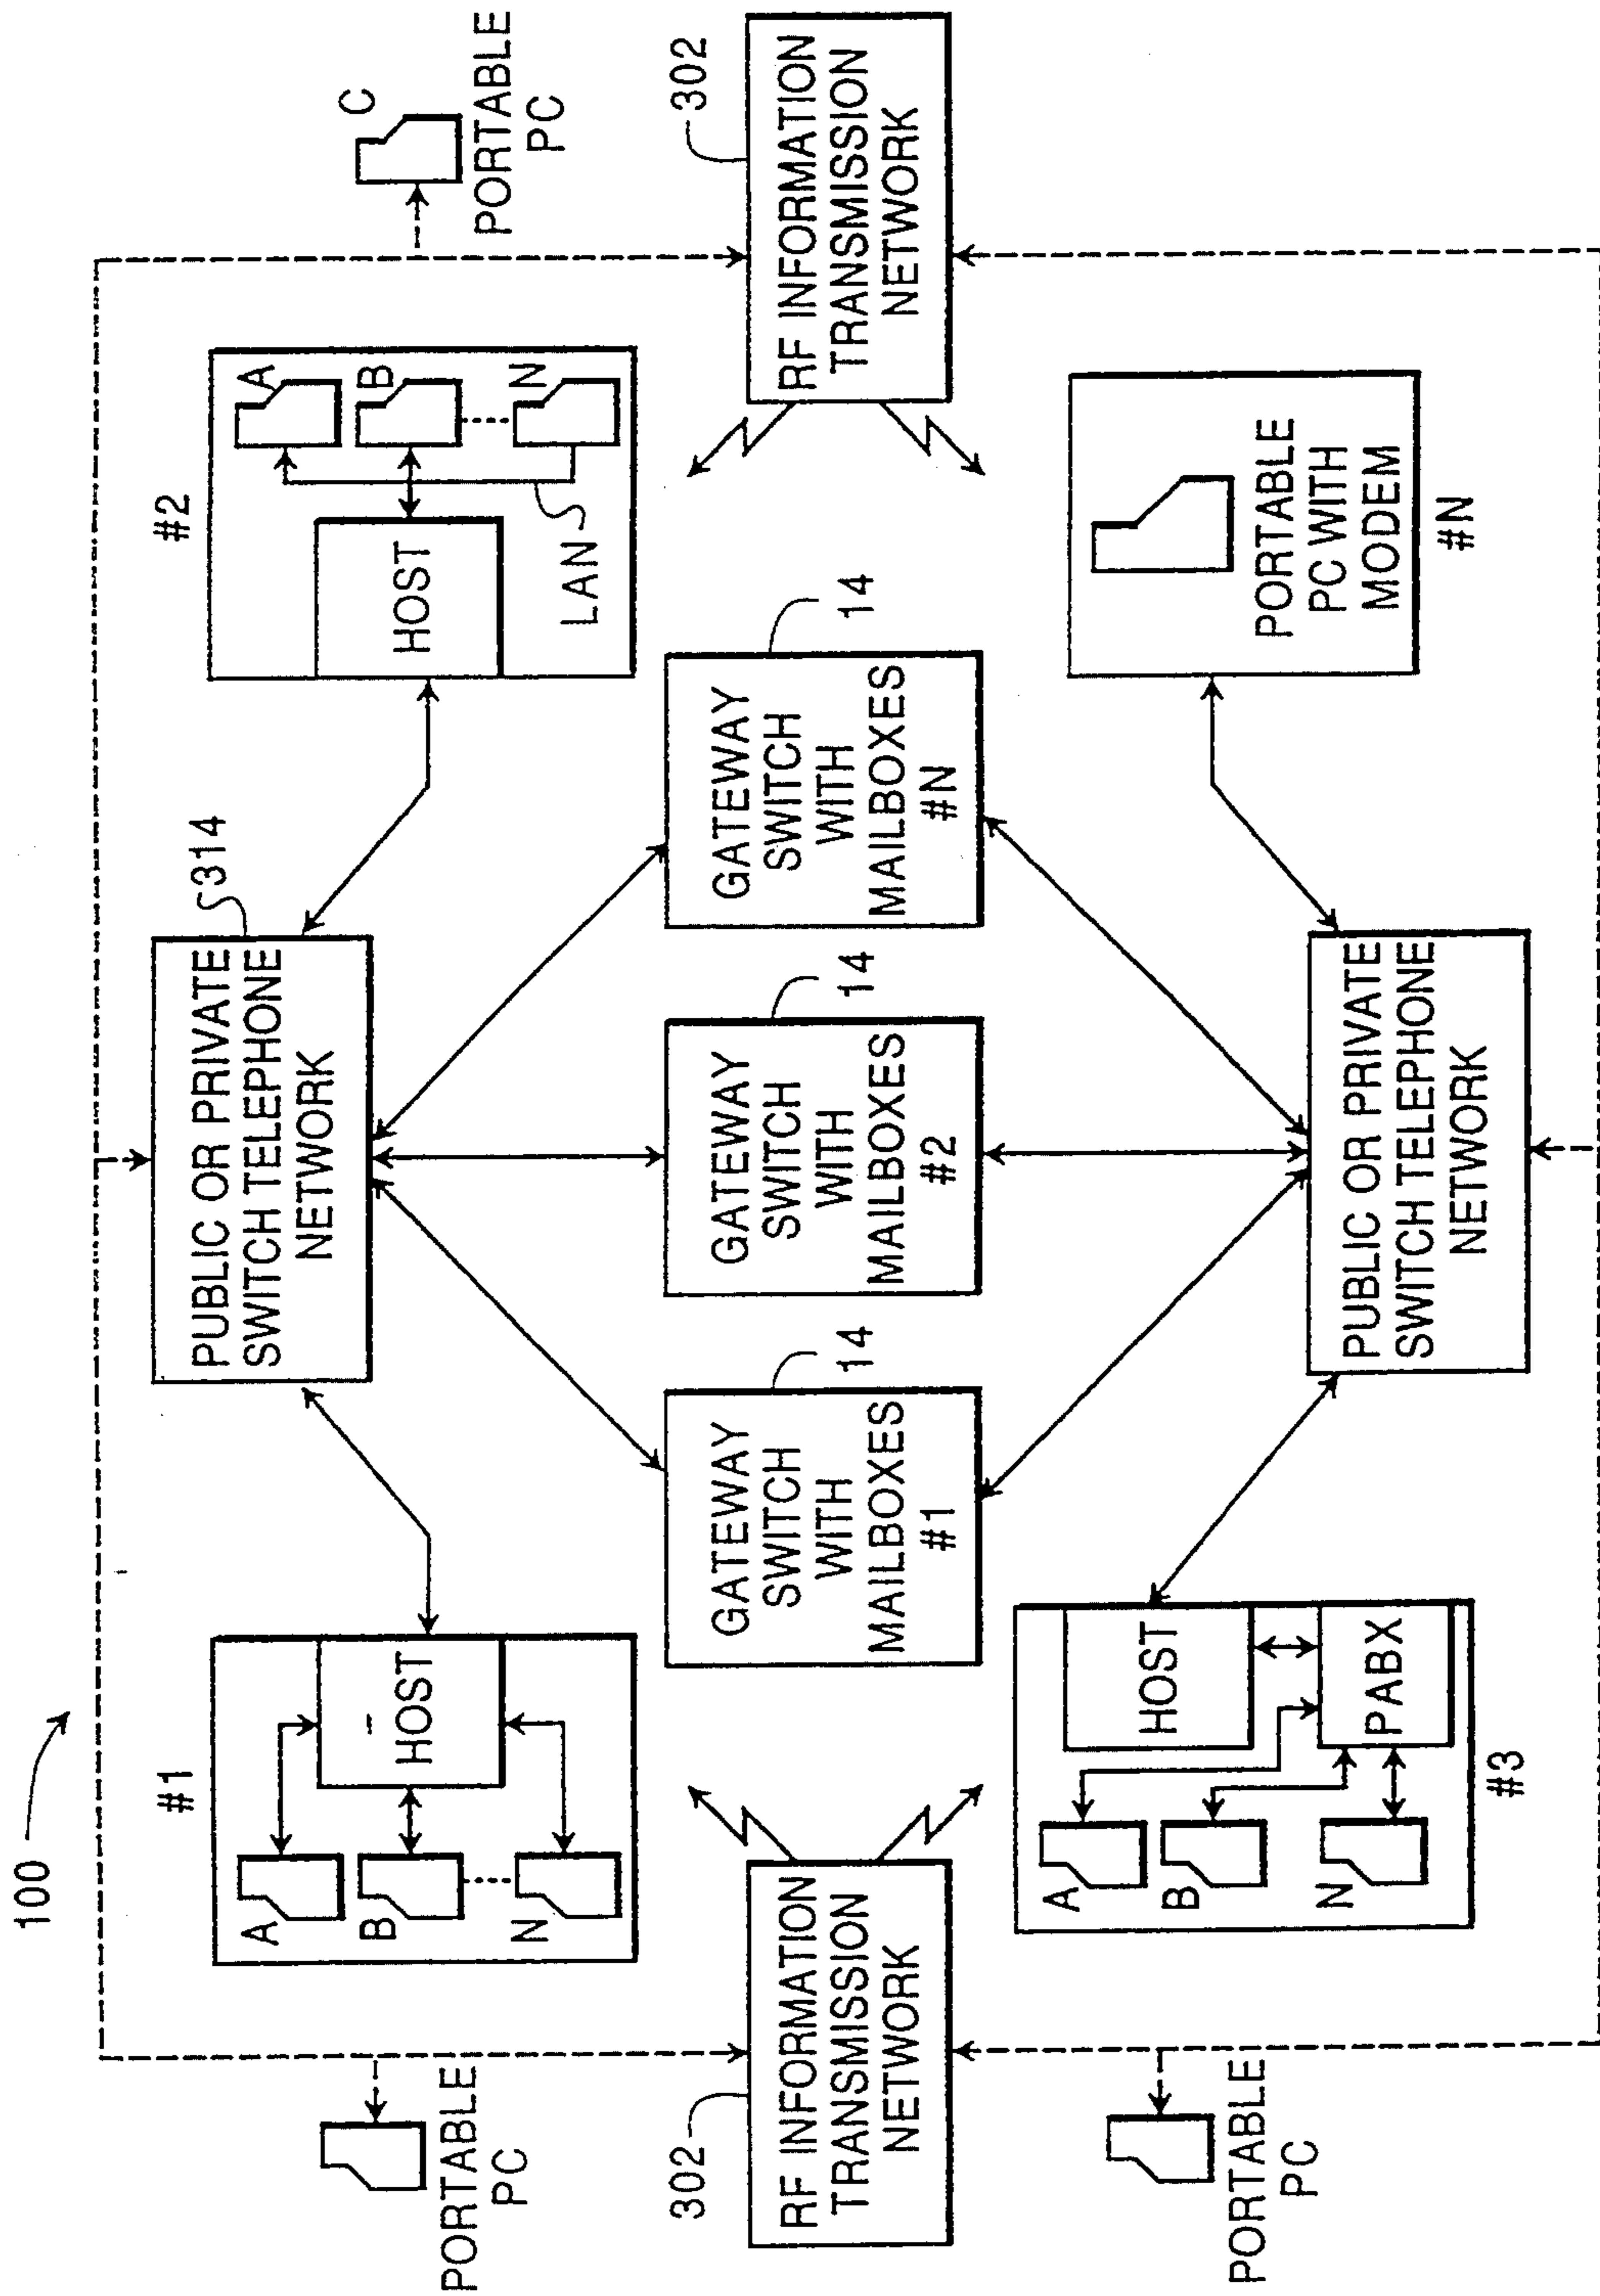 100
#1
A
B
N
HOST
PUBLIC OR PRIVATE
SWITCH TELEPHONE
NETWORK
314
#2
HOST
A
B
N
LAN
C
PORTABLE
PC
PORTABLE
PC
302
RF INFORMATION
TRANSMISSION
NETWORK
14
GATEWAY
SWITCH
WITH
MAILBOXES
#1
14
GATEWAY
SWITCH
WITH
MAILBOXES
#2
14
GATEWAY
SWITCH
WITH
MAILBOXES
#N
302
RF INFORMATION
TRANSMISSION
NETWORK
PORTABLE
PC
A
B
N
HOST
PABX
#3
PUBLIC OR PRIVATE
SWITCH TELEPHONE
NETWORK
PORTABLE
PC WITH
MODEM
#N